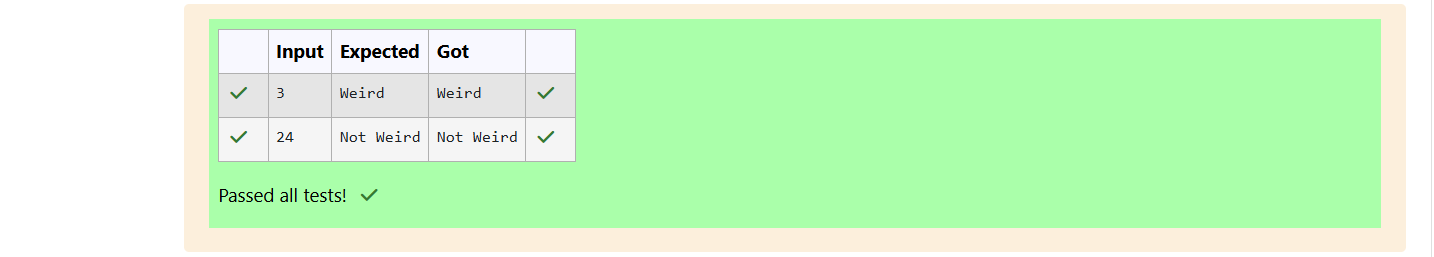 Input Expected Got
3 Weird Weird
24 Not Weird Not Weird
Passed all tests!